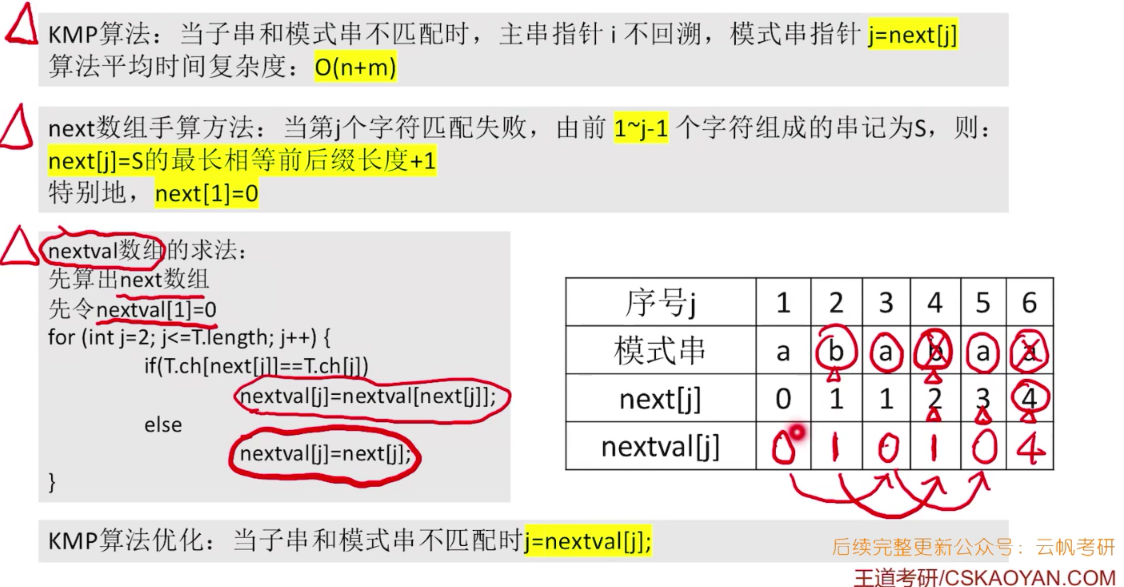 KMP算法：当子串和模式串不匹配时，主串指针 i 不回溯，模式串指针 j=next[j]
算法平均时间复杂度：O(n+m)
next数组手算方法：当第j个字符匹配失败，由前 1~j-1 个字符组成的串记为S，则：
next[j]=S的最长相等前后缀长度+1
特别地，next[1]=0
nextval数组的求法：
先算出next数组
先令nextval[1]=0
for (int j=2; j<=T.length; j++) {
if(T.ch[next[j]]==T.ch[j])
nextval[j]=nextval[next[j]];
else
nextval[j]=next[j];
}
序号j 1 2 3 4 5 6
模式串 a b a b a a
next[j] 0 1 1 2 3 4
nextval[j] 0 1 0 1 0 4
KMP算法优化：当子串和模式串不匹配时j=nextval[j];
后续完整更新公众号：云帆考研
王道考研/CSKAOYAN.COM